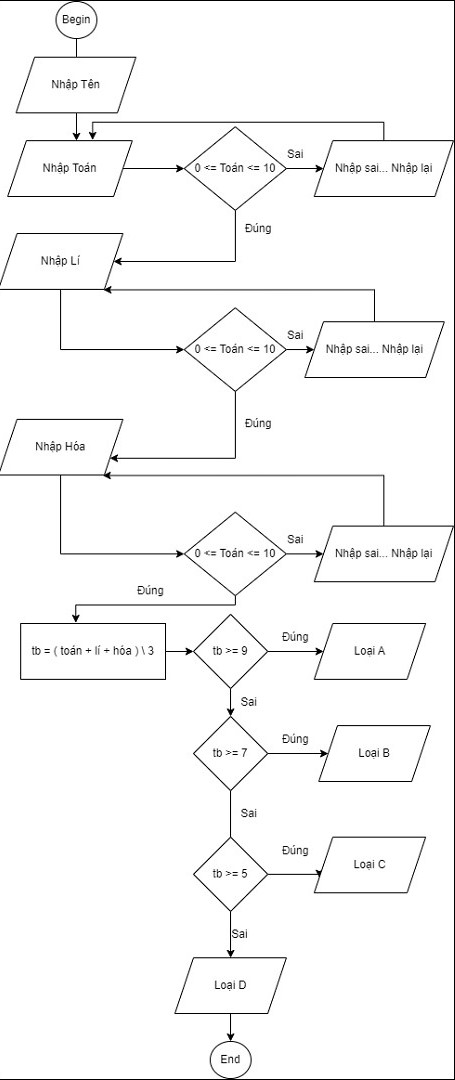 Begin
Nhập Tên
Nhập Toán
0 <= Toán <= 10
Sai
Nhập sai... Nhập lại
Đúng
Nhập Lí
0 <= Toán <= 10
Sai
Nhập sai... Nhập lại
Đúng
Nhập Hóa
0 <= Toán <= 10
Sai
Nhập sai... Nhập lại
Đúng
tb = ( toán + lí + hóa ) \ 3
tb >= 9
Đúng
Loại A
Sai
tb >= 7
Đúng
Loại B
Sai
tb >= 5
Đúng
Loại C
Sai
Loại D
End